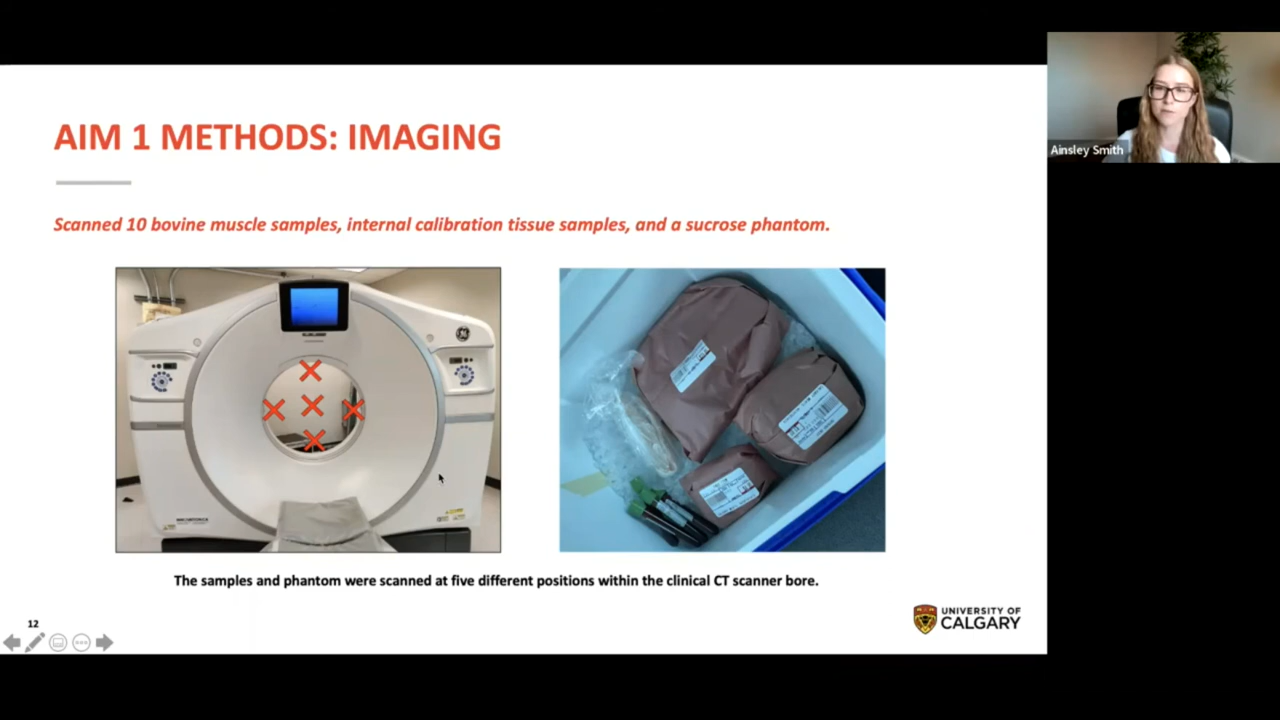 AIM 1 METHODS: IMAGING
Ainsley Smith
Scanned 10 bovine muscle samples, internal calibration tissue samples, and a sucrose phantom.
The samples and phantom were scanned at five different positions within the clinical CT scanner bore.
12
UNIVERSITY OF
CALGARY